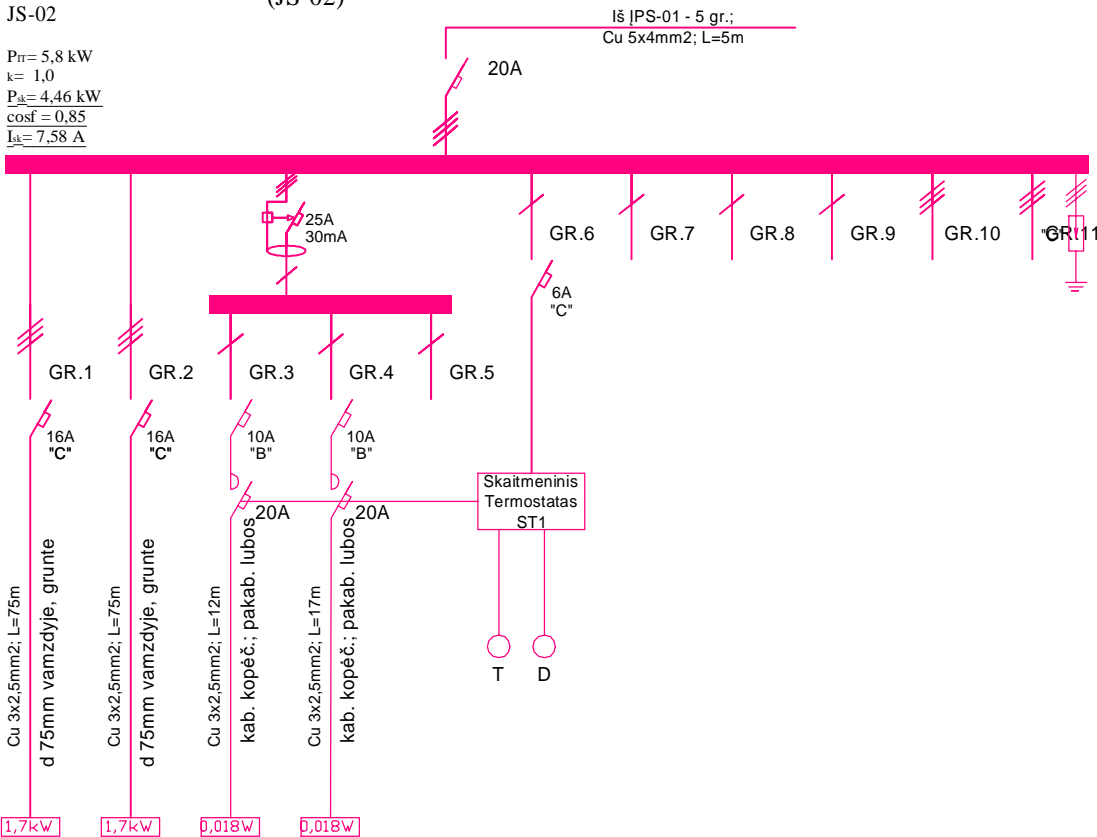 (JS-02)
JS-02
Iš ĮPS-01 - 5 gr.;
Cu 5x4mm2; L=5m
PĮT= 5,8 kW
k= 1,0
Psk= 4,46 kW
cosf = 0,85
Isk= 7,58 A
20A
25A
30mA
GR.6
GR.7
GR.8
GR.9
GR.10
GR.11
6A
"C"
GR.1
GR.2
GR.3
GR.4
GR.5
16A
"C"
16A
"C"
10A
"B"
10A
"B"
20A
20A
Skaitmeninis
Termostatas
ST1
T
D
Cu 3x2,5mm2; L=75m
d 75mm vamzdyje, grunte
Cu 3x2,5mm2; L=75m
d 75mm vamzdyje, grunte
Cu 3x2,5mm2; L=12m
kab. kopėč.; pakab. lubos
Cu 3x2,5mm2; L=17m
kab. kopėč.; pakab. lubos
1,7kW
1,7kW
0,018W
0,018W